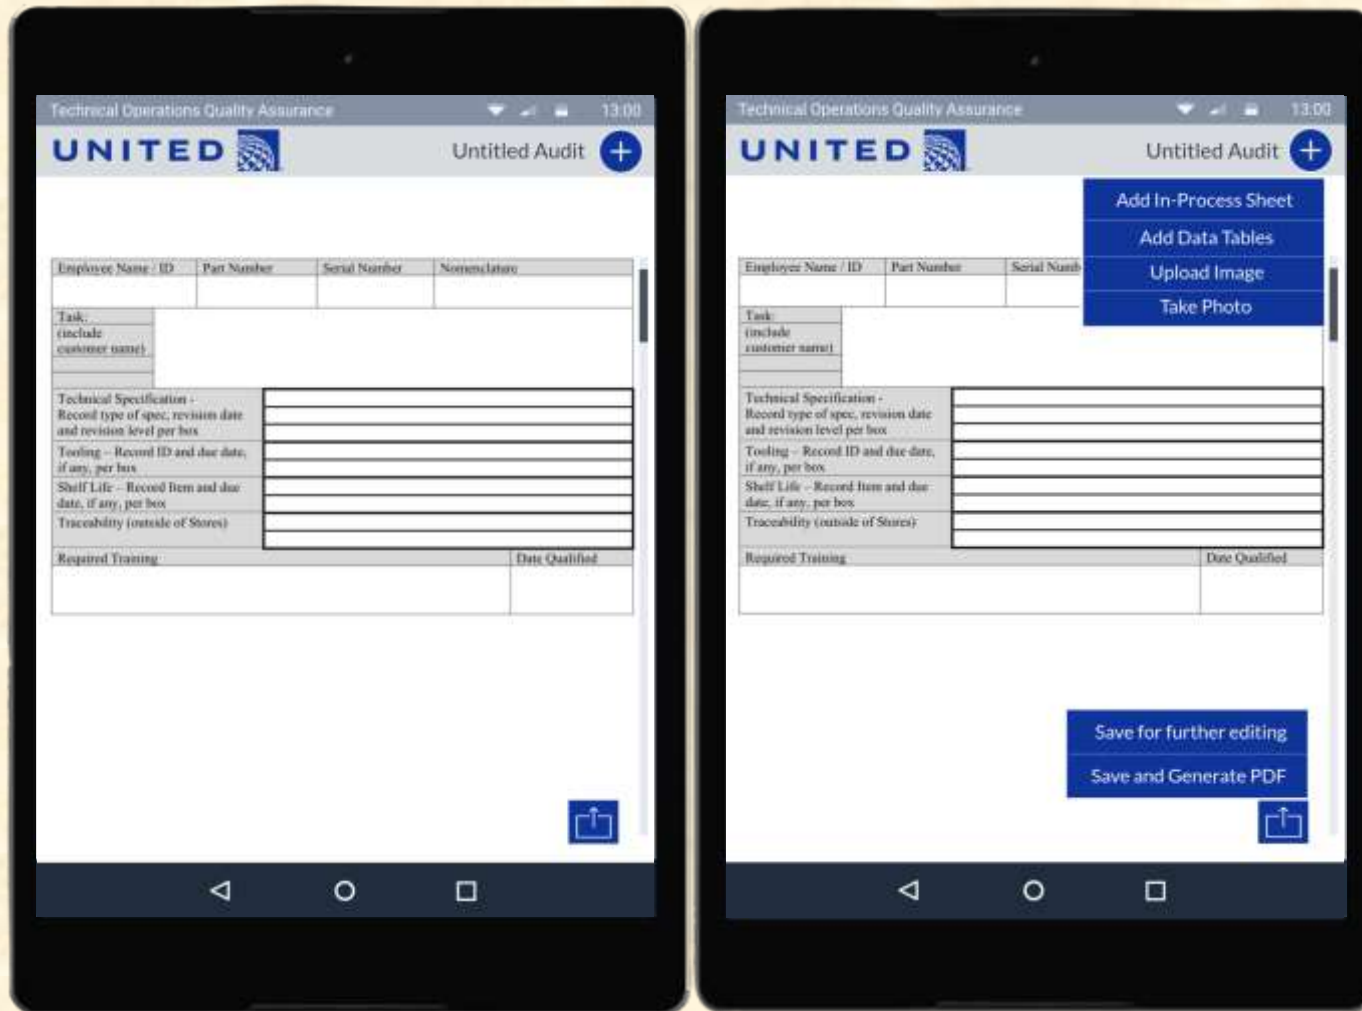 Technical Operations Quality Assurance 13:00
UNITED Untitled Audit
Employee Name / ID Part Number Serial Number Nomenclature
Task:
(include
customer name)
Technical Specification -
Record type of spec, revision date
and revision level per box
Tooling – Record ID and due date,
if any, per box
Shelf Life – Record Item and due
date, if any, per box
Traceability (outside of Stores)
Required Training Date Qualified
Technical Operations Quality Assurance 13:00
UNITED Untitled Audit
Add In-Process Sheet
Add Data Tables
Upload Image
Take Photo
Employee Name / ID Part Number Serial Numb
Task:
(include
customer name)
Technical Specification -
Record type of spec, revision date
and revision level per box
Tooling – Record ID and due date,
if any, per box
Shelf Life – Record Item and due
date, if any, per box
Traceability (outside of Stores)
Required Training Date Qualified
Save for further editing
Save and Generate PDF